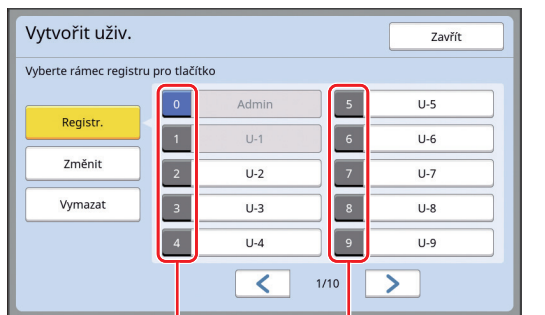 Vytvořit uživ.
Zavřít
Vyberte rámec registru pro tlačítko
Registr.
Změnit
Vymazat
0 Admin 5 U-5
1 U-1 6 U-6
2 U-2 7 U-7
3 U-3 8 U-8
4 U-4 9 U-9
1/10